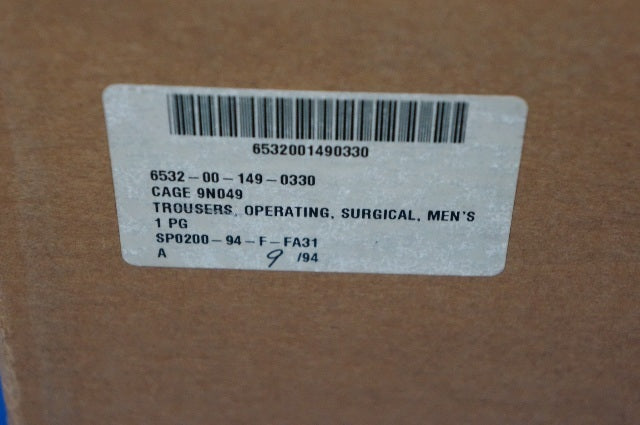 6532001490330
6532-00-149-0330
CAGE 9N049
TROUSERS, OPERATING, SURGICAL, MEN'S
1 PG
SP0200-94-F-FA31
A 9 /94